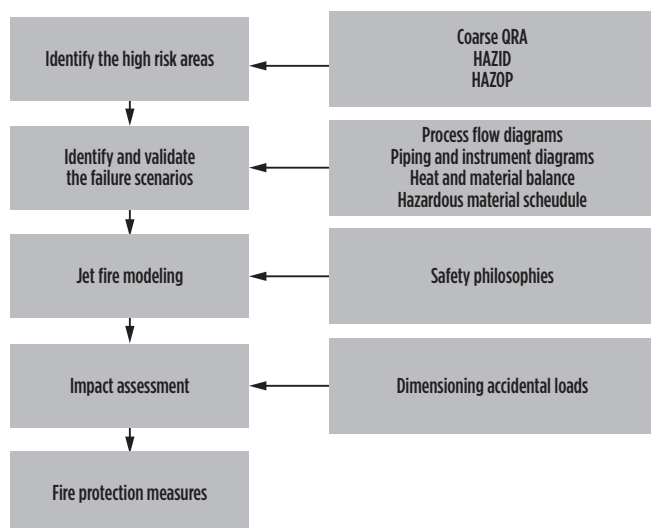 Identify the high risk areas
Coarse QRA
HAZID
HAZOP
Identify and validate
the failure scenarios
Process flow diagrams
Piping and instrument diagrams
Heat and material balance
Hazardous material scheudule
Jet fire modeling
Safety philosophies
Impact assessment
Dimensioning accidental loads
Fire protection measures